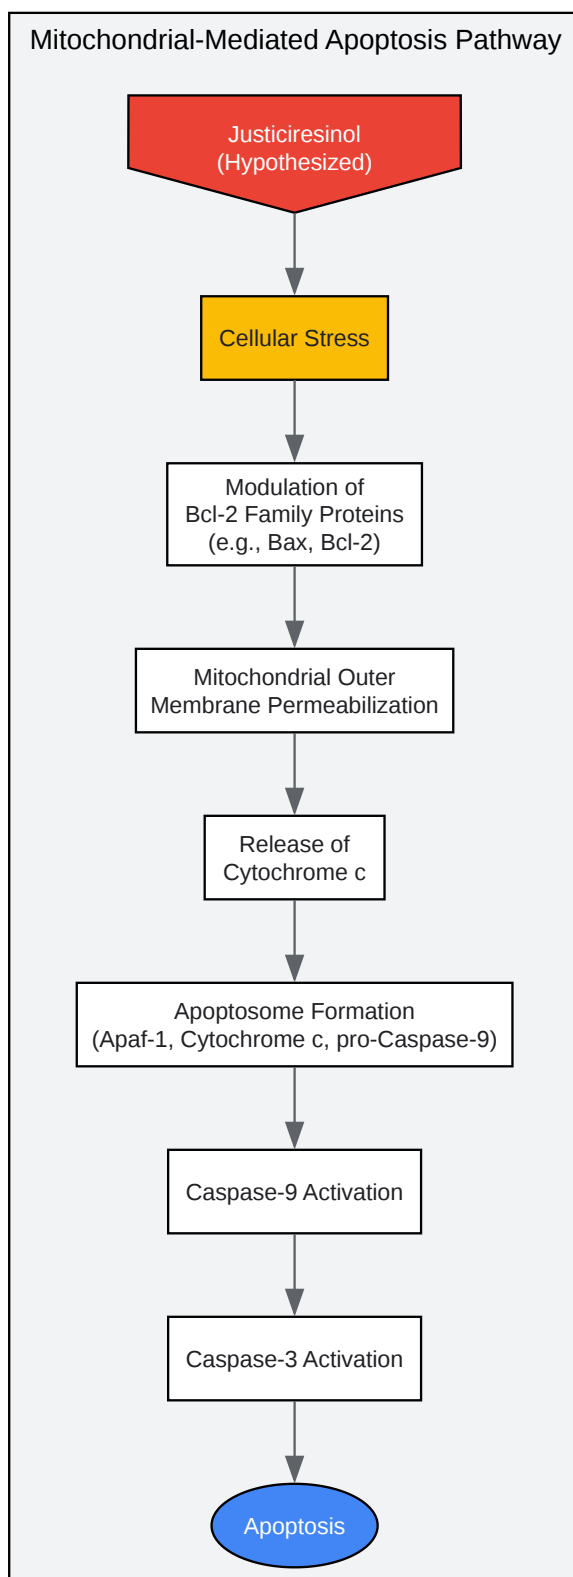 Mitochondrial-Mediated Apoptosis Pathway
Justiciresinol
(Hypothesized)
Cellular Stress
Modulation of
Bcl-2 Family Proteins
(e.g., Bax, Bcl-2)
Mitochondrial Outer
Membrane Permeabilization
Release of
Cytochrome c
Apoptosome Formation
(Apaf-1, Cytochrome c, pro-Caspase-9)
Caspase-9 Activation
Caspase-3 Activation
Apoptosis